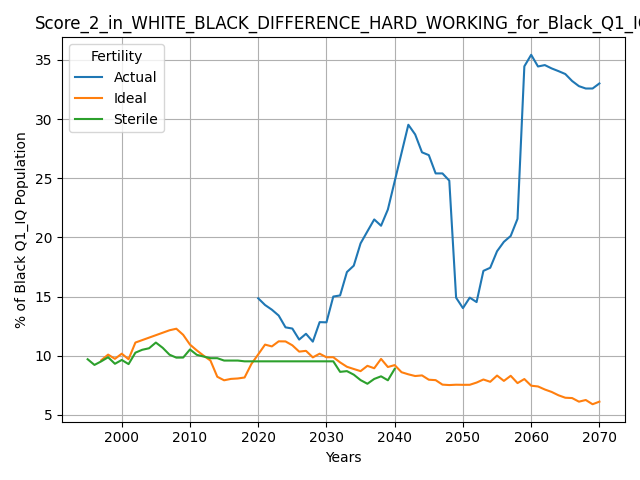 Score_2_in_WHITE_BLACK_DIFFERENCE_HARD_WORKING_for_Black_Q1_IQ
Fertility
Actual
Ideal
Sterile
% of Black Q1_IQ Population
35
30
25
20
15
10
5
2000 2010 2020 2030 2040 2050 2060 2070
Years